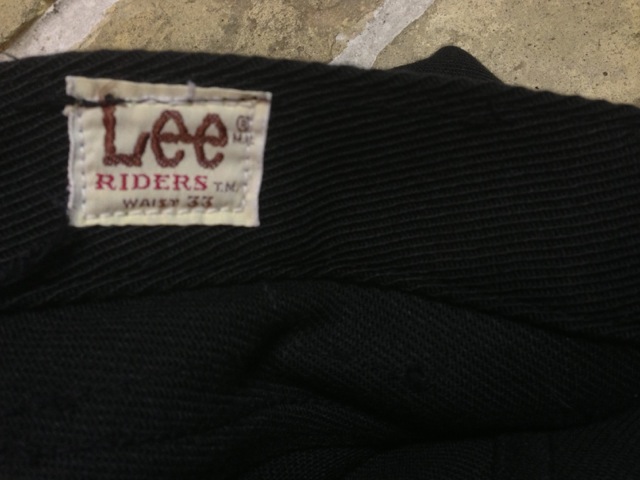 Lee ® M.R.
RIDERS T.M.
WAIST 33